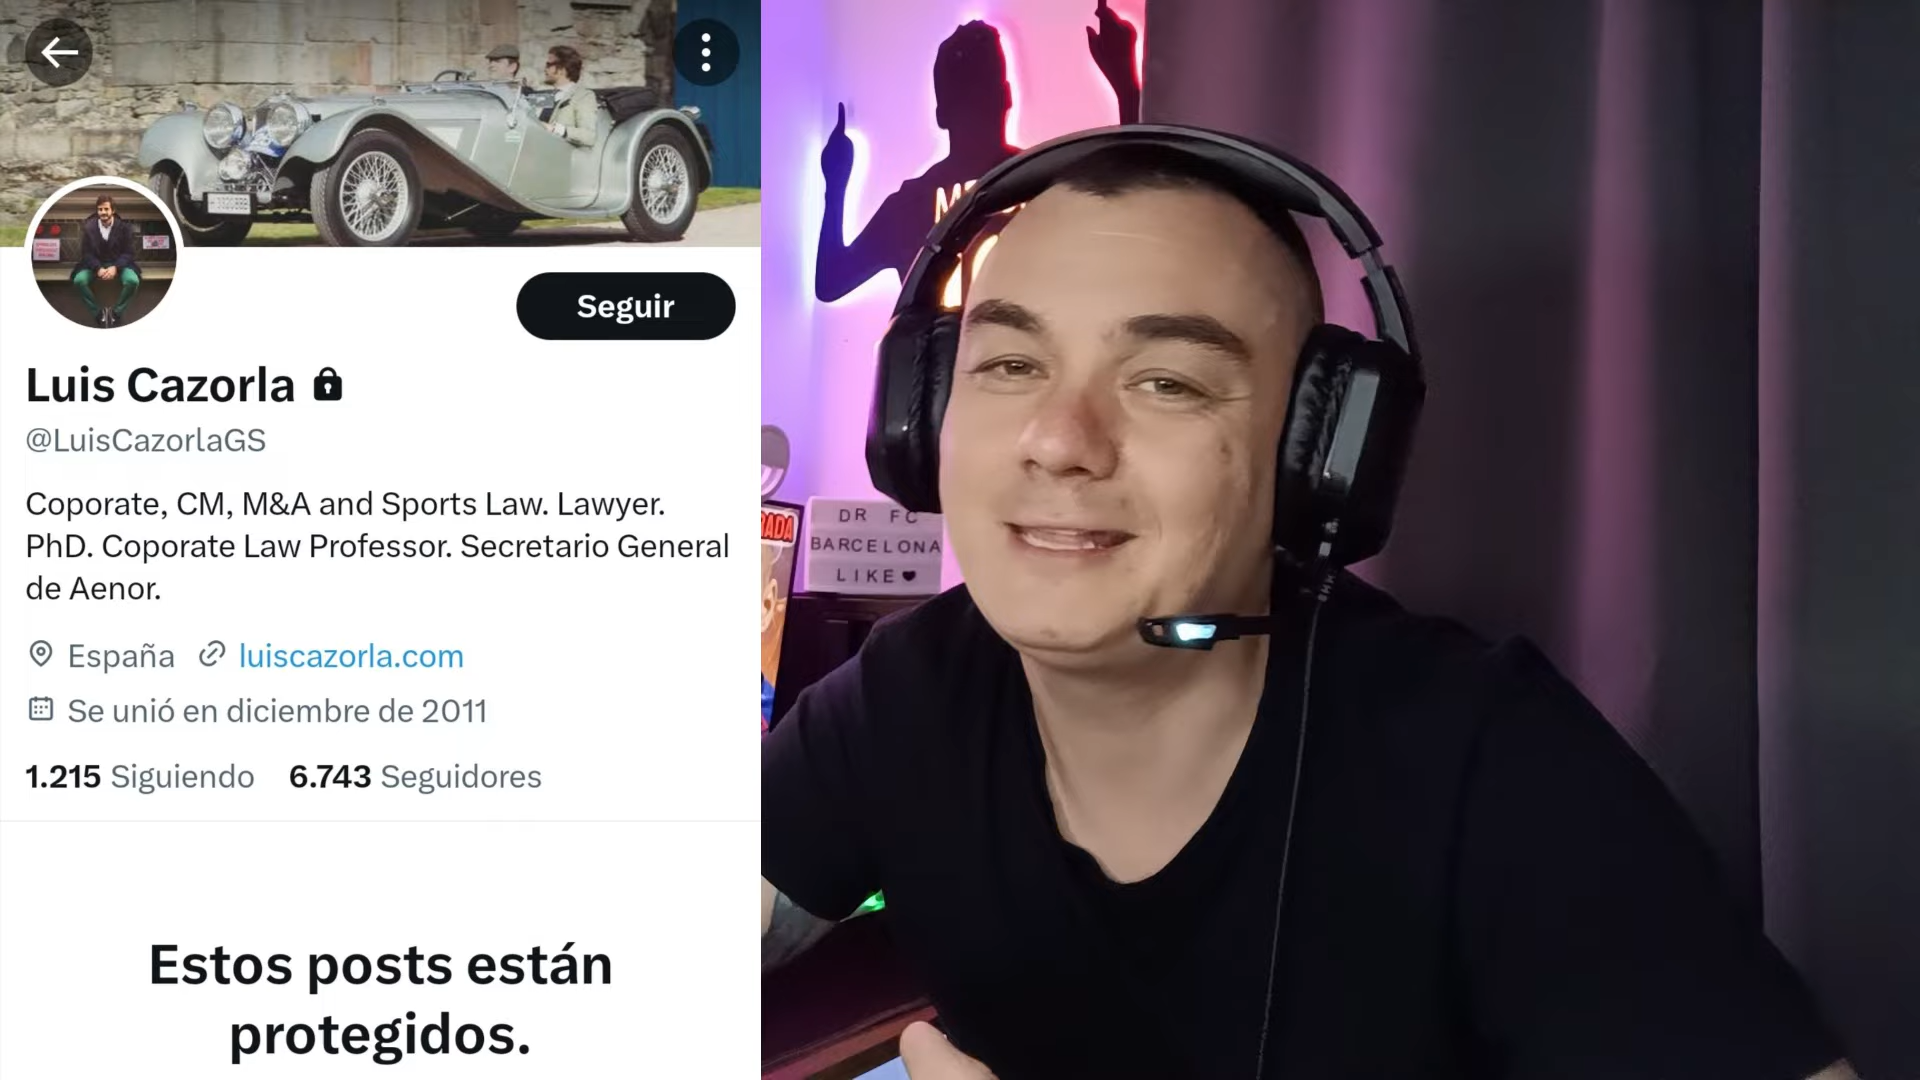 Seguir
Luis Cazorla
@LuisCazorlaGS
Coporate, CM, M&A and Sports Law. Lawyer.
PhD. Coporate Law Professor. Secretario General
de Aenor.
España luiscazorla.com
Se unió en diciembre de 2011
1.215 Siguiendo 6.743 Seguidores
Estos posts están
protegidos.
DR FC
BARCELONA
LIKE